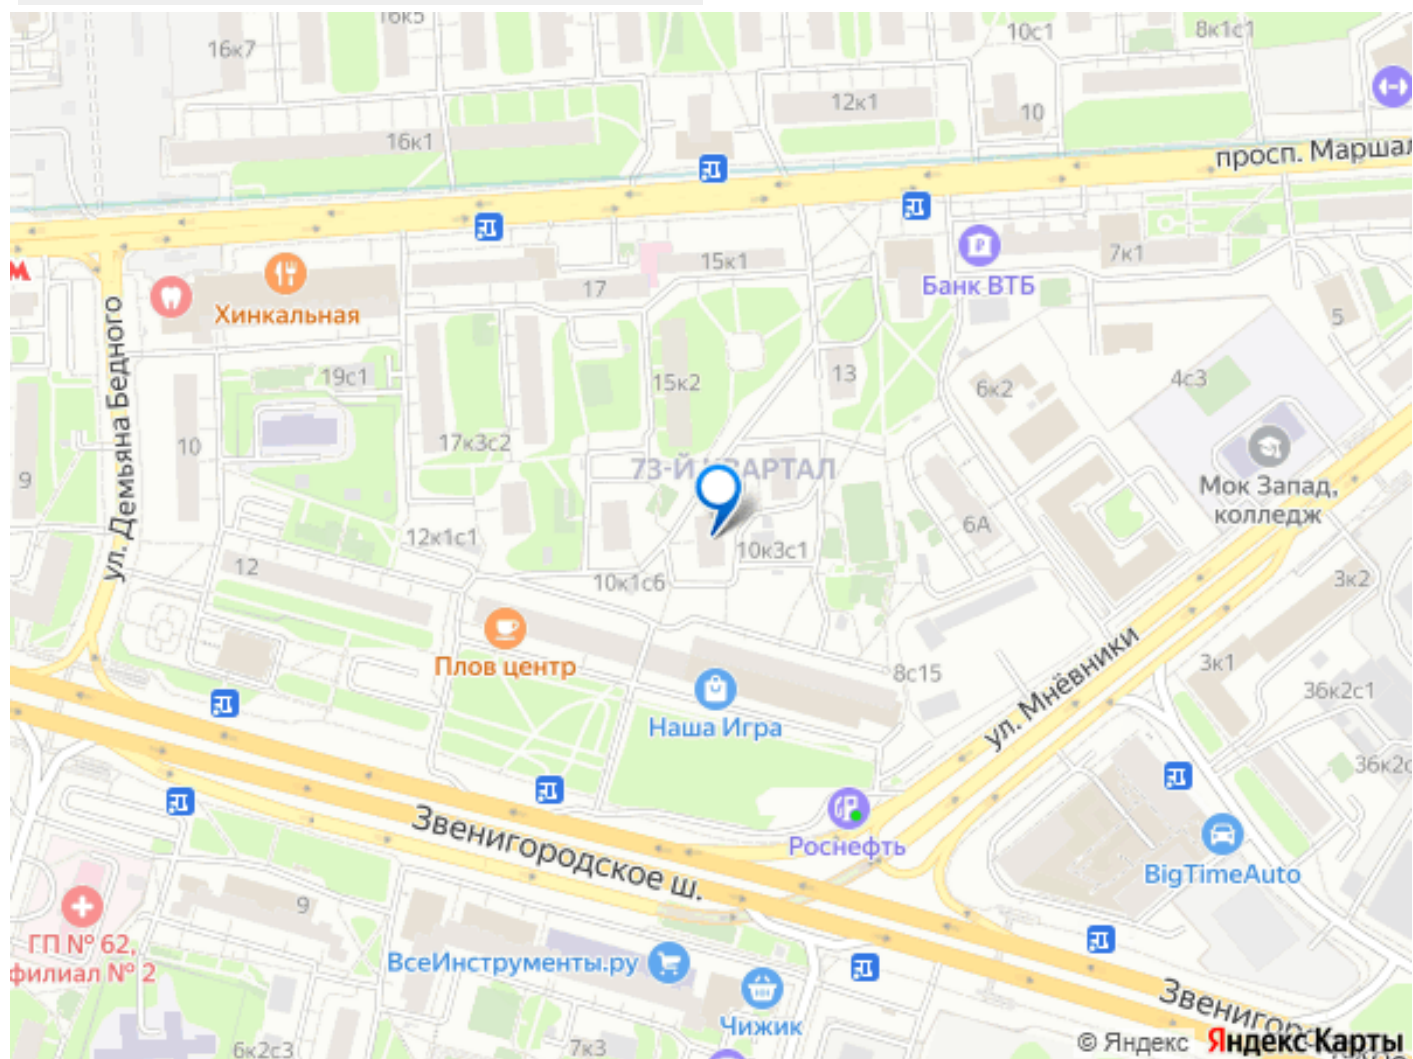 16к5
16к7
10с1
8к1с1
12к1
10
16к1
просп. Маршал
М
15к1
7к1
17
Банк ВТБ
Хинкальная
5
ул. Демьяна Бедного
19с1
15к2
13
6к2
4с3
10
17к3с2
73-Й КВАРТАЛ
9
Мок Запад,
колледж
6А
12к1с1
10к3с1
12
10к1с6
3к2
Плов центр
8с15
3к1
36к2с1
ул. Мнёвники
Наша Игра
36к2с
Звенигородское ш.
Роснефть
BigTimeAuto
9
ГП № 62,
филиал № 2
ВсеИнструменты.ру
Чижик
Звенигоро
6к2с3
7к3
© Яндекс Яндекс Карты